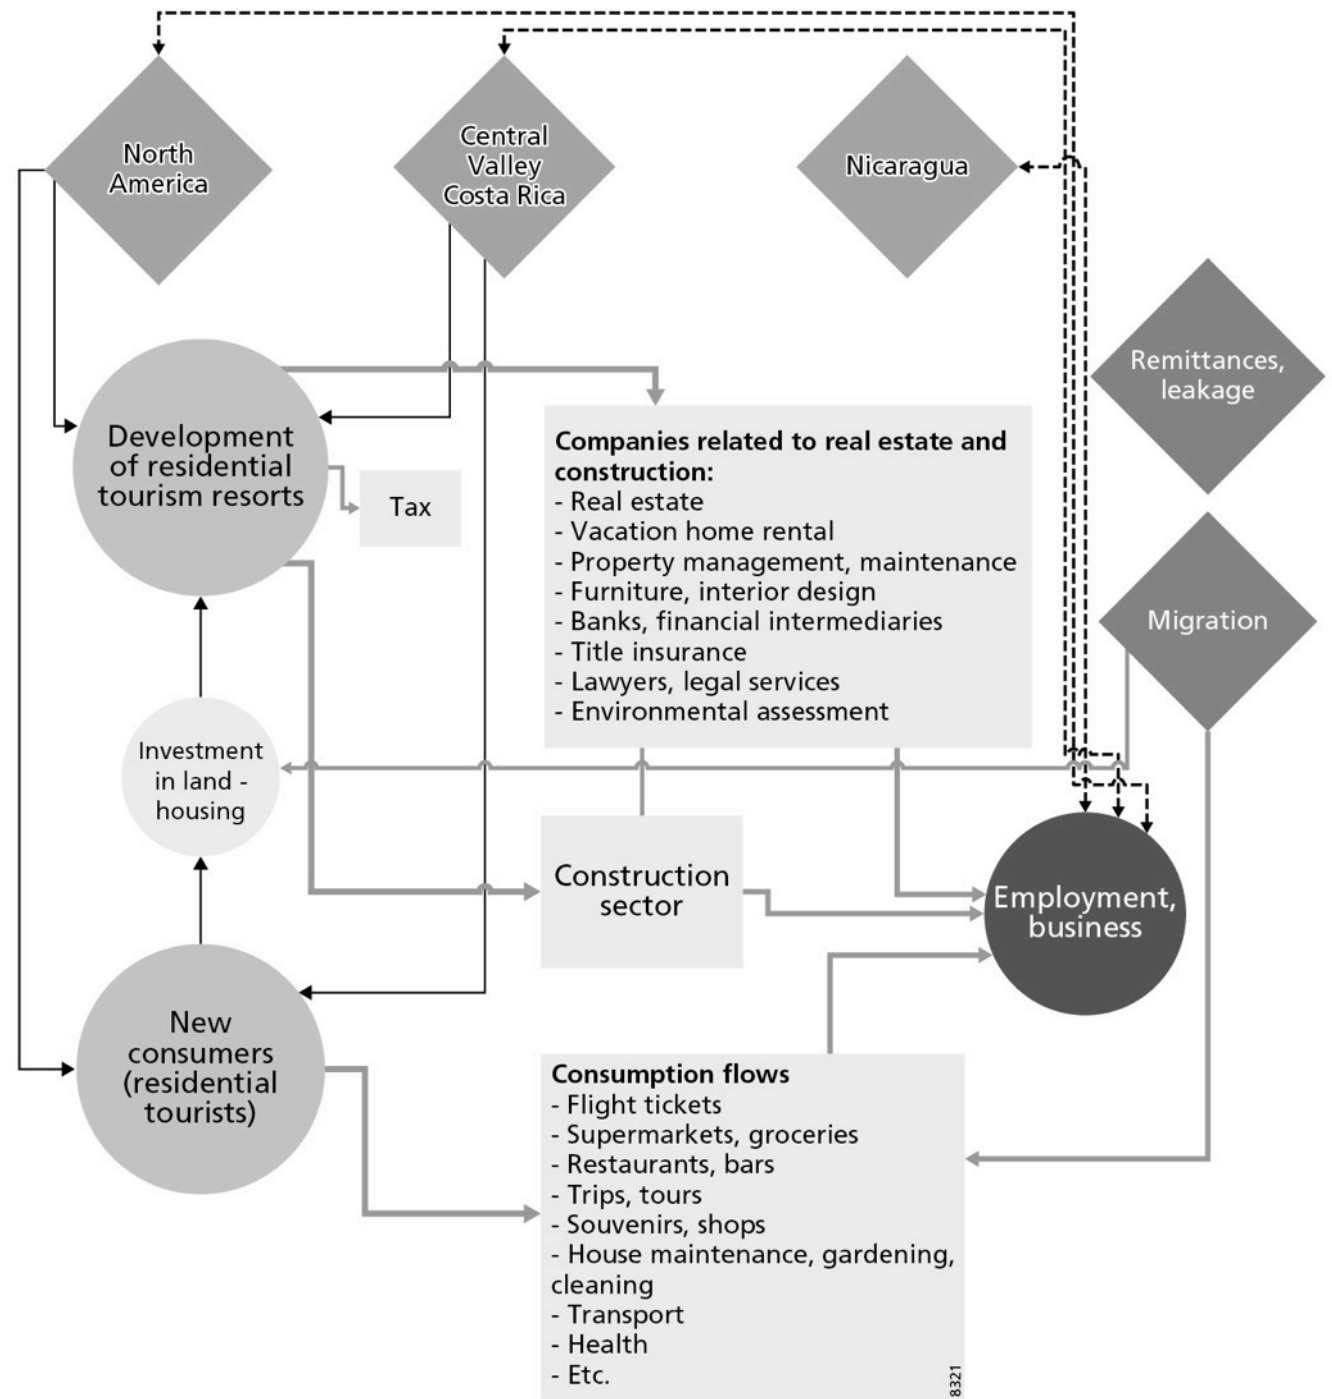 North
America
Central
Valley
Costa Rica
Nicaragua
Remittances,
leakage
Development
of residential
tourism resorts
Tax
Companies related to real estate and
construction:
- Real estate
- Vacation home rental
- Property management, maintenance
- Furniture, interior design
- Banks, financial intermediaries
- Title insurance
- Lawyers, legal services
- Environmental assessment
Migration
Investment
in land -
housing
Construction
sector
Employment,
business
New
consumers
(residential
tourists)
Consumption flows
- Flight tickets
- Supermarkets, groceries
- Restaurants, bars
- Trips, tours
- Souvenirs, shops
- House maintenance, gardening,
cleaning
- Transport
- Health
- Etc.
8321